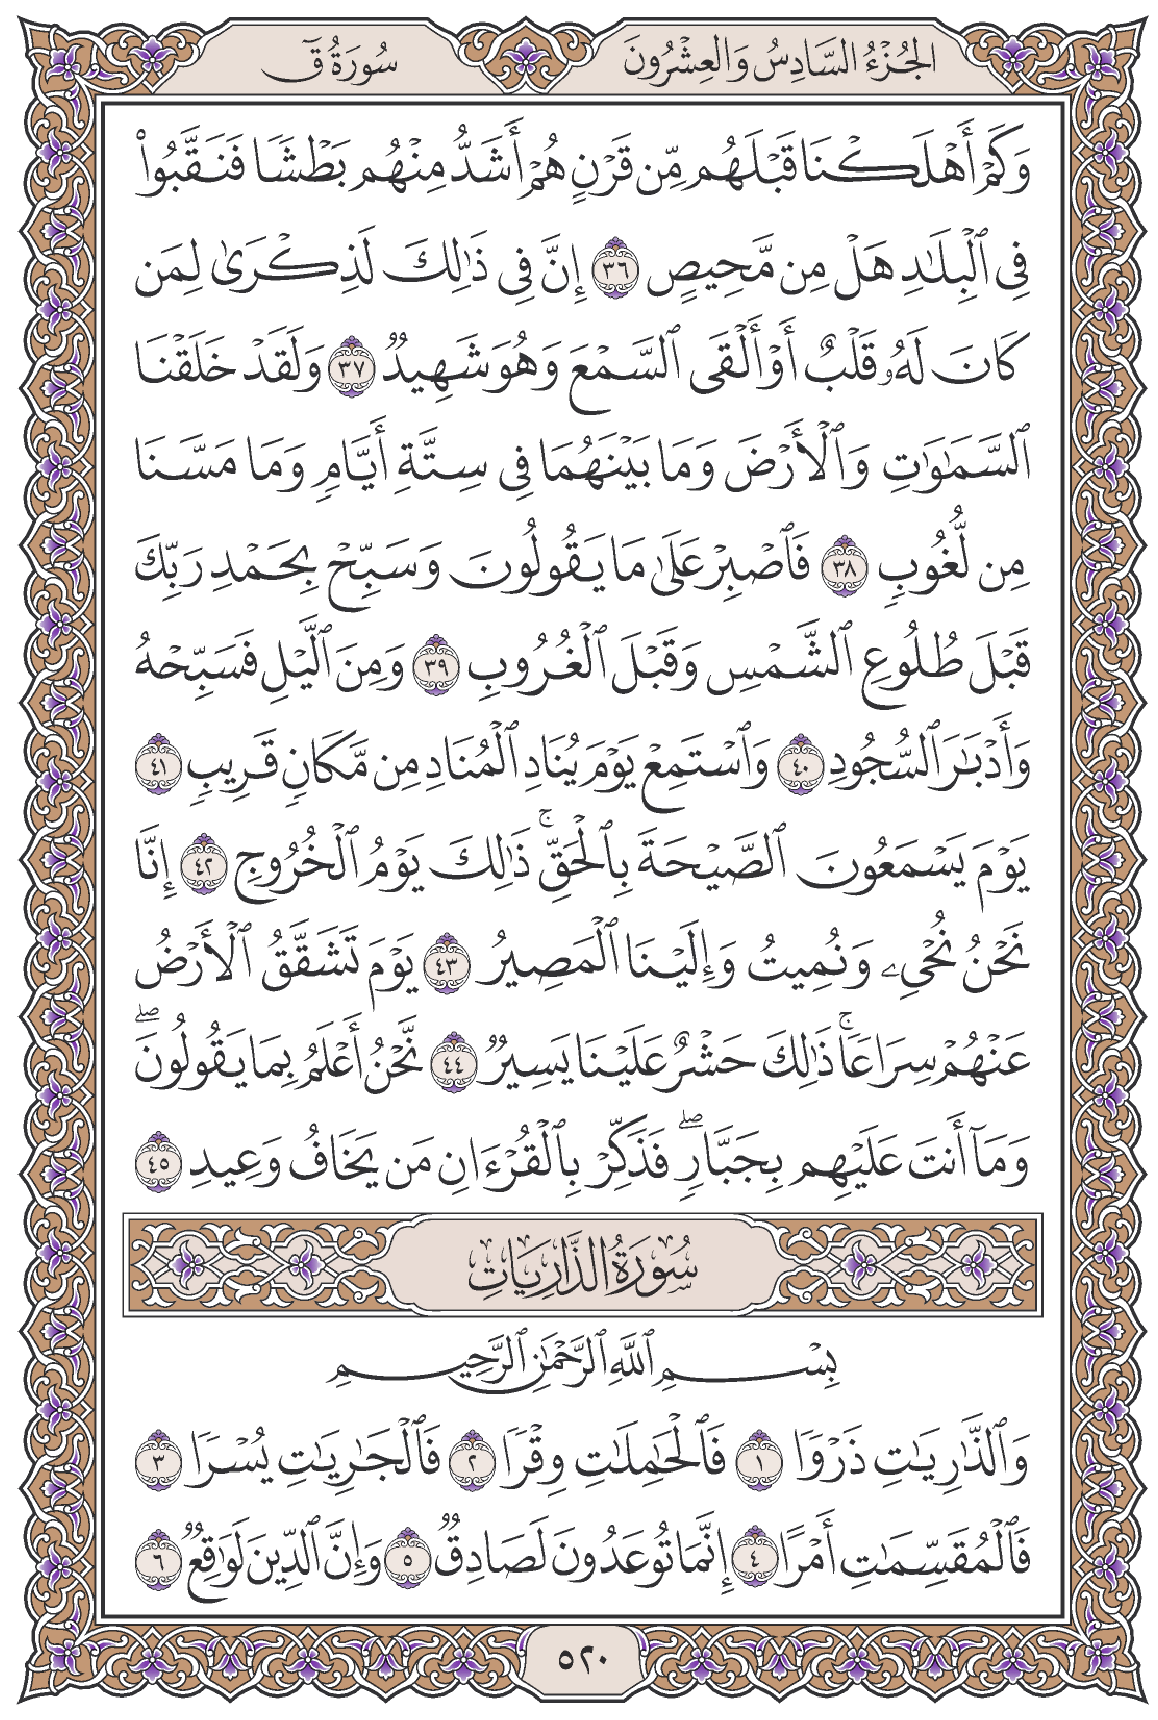 الجُزْءُ السَّادِسُ وَالعِشْرُونَ
سُورَةُ قٓ
وَكَمْ أَهْلَكْنَا قَبْلَهُم مِّن قَرْنٍ هُمْ أَشَدُّ مِنْهُم بَطْشًا فَنَقَّبُوا۟
فِى ٱلْبِلَـٰدِ هَلْ مِن مَّحِيصٍ ٣٦ إِنَّ فِى ذَٰلِكَ لَذِكْرَىٰ لِمَن
كَانَ لَهُۥ قَلْبٌ أَوْ أَلْقَى ٱلسَّمْعَ وَهُوَ شَهِيدٌ ٣٧ وَلَقَدْ خَلَقْنَا
ٱلسَّمَـٰوَٰتِ وَٱلْأَرْضَ وَمَا بَيْنَهُمَا فِى سِتَّةِ أَيَّامٍ وَمَا مَسَّنَا
مِن لُّغُوبٍ ٣٨ فَٱصْبِرْ عَلَىٰ مَا يَقُولُونَ وَسَبِّحْ بِحَمْدِ رَبِّكَ
قَبْلَ طُلُوعِ ٱلشَّمْسِ وَقَبْلَ ٱلْغُرُوبِ ٣٩ وَمِنَ ٱلَّيْلِ فَسَبِّحْهُ
وَأَدْبَـٰرَ ٱلسُّجُودِ ٤٠ وَٱسْتَمِعْ يَوْمَ يُنَادِ ٱلْمُنَادِ مِن مَّكَانٍ قَرِيبٍ ٤١
يَوْمَ يَسْمَعُونَ ٱلصَّيْحَةَ بِٱلْحَقِّ ۚ ذَٰلِكَ يَوْمُ ٱلْخُرُوجِ ٤٢ إِنَّا
نَحْنُ نُحْىِۦ وَنُمِيتُ وَإِلَيْنَا ٱلْمَصِيرُ ٤٣ يَوْمَ تَشَقَّقُ ٱلْأَرْضُ
عَنْهُمْ سِرَاعًا ۚ ذَٰلِكَ حَشْرٌ عَلَيْنَا يَسِيرٌ ٤٤ نَّحْنُ أَعْلَمُ بِمَا يَقُولُونَ ۖ
وَمَآ أَنتَ عَلَيْهِم بِجَبَّارٍ ۖ فَذَكِّرْ بِٱلْقُرْءَانِ مَن يَخَافُ وَعِيدِ ٤٥
سُورَةُ الذَّارِيَاتِ
بِسْمِ ٱللَّهِ ٱلرَّحْمَـٰنِ ٱلرَّحِيمِ
وَٱلذَّٰرِيَـٰتِ ذَرْوًا ١ فَٱلْحَـٰمِلَـٰتِ وِقْرًا ٢ فَٱلْجَـٰرِيَـٰتِ يُسْرًا ٣
فَٱلْمُقَسِّمَـٰتِ أَمْرًا ٤ إِنَّمَا تُوعَدُونَ لَصَادِقٌ ٥ وَإِنَّ ٱلدِّينَ لَوَٰقِعٌ ٦
٥٢٠